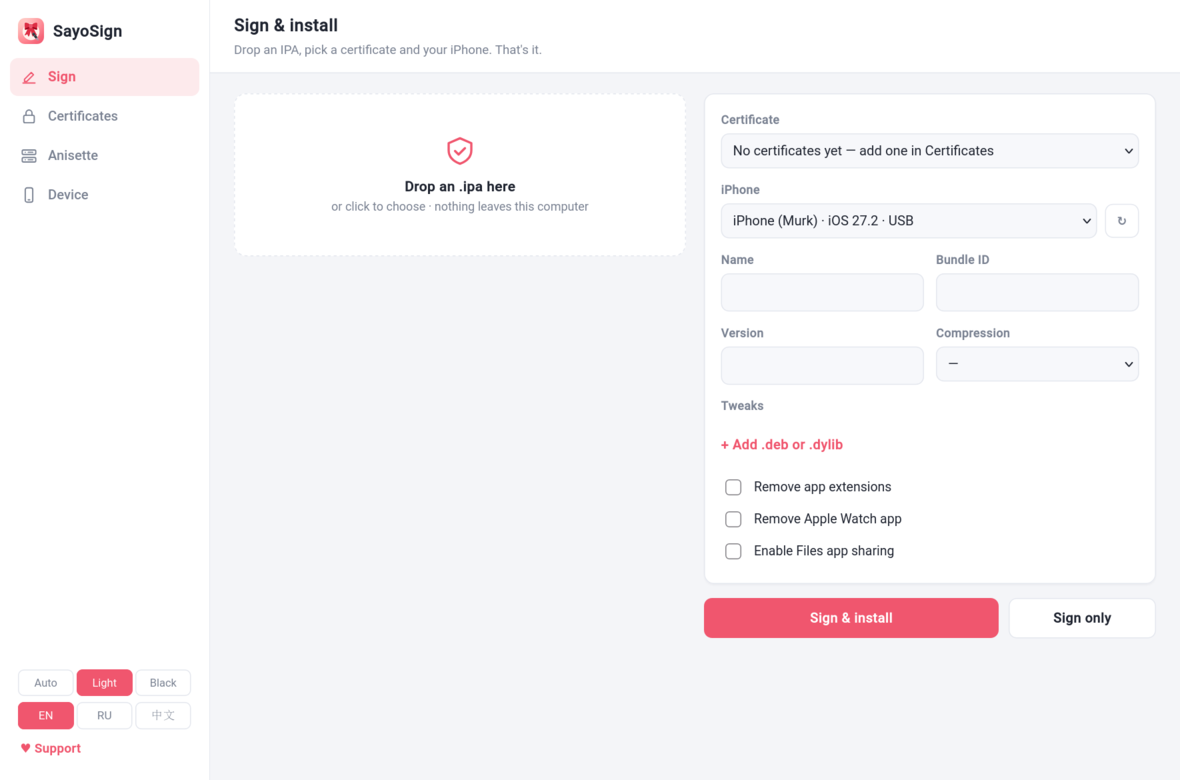 SayoSign
Sign
Certificates
Anisette
Device
Auto
Light
Black
EN
RU
中文
♥ Support
Sign & install
Drop an IPA, pick a certificate and your iPhone. That's it.
Drop an .ipa here
or click to choose · nothing leaves this computer
Certificate
No certificates yet — add one in Certificates
iPhone
iPhone (Murk) · iOS 27.2 · USB
↻
Name
Bundle ID
Version
Compression
—
Tweaks
+ Add .deb or .dylib
Remove app extensions
Remove Apple Watch app
Enable Files app sharing
Sign & install
Sign only